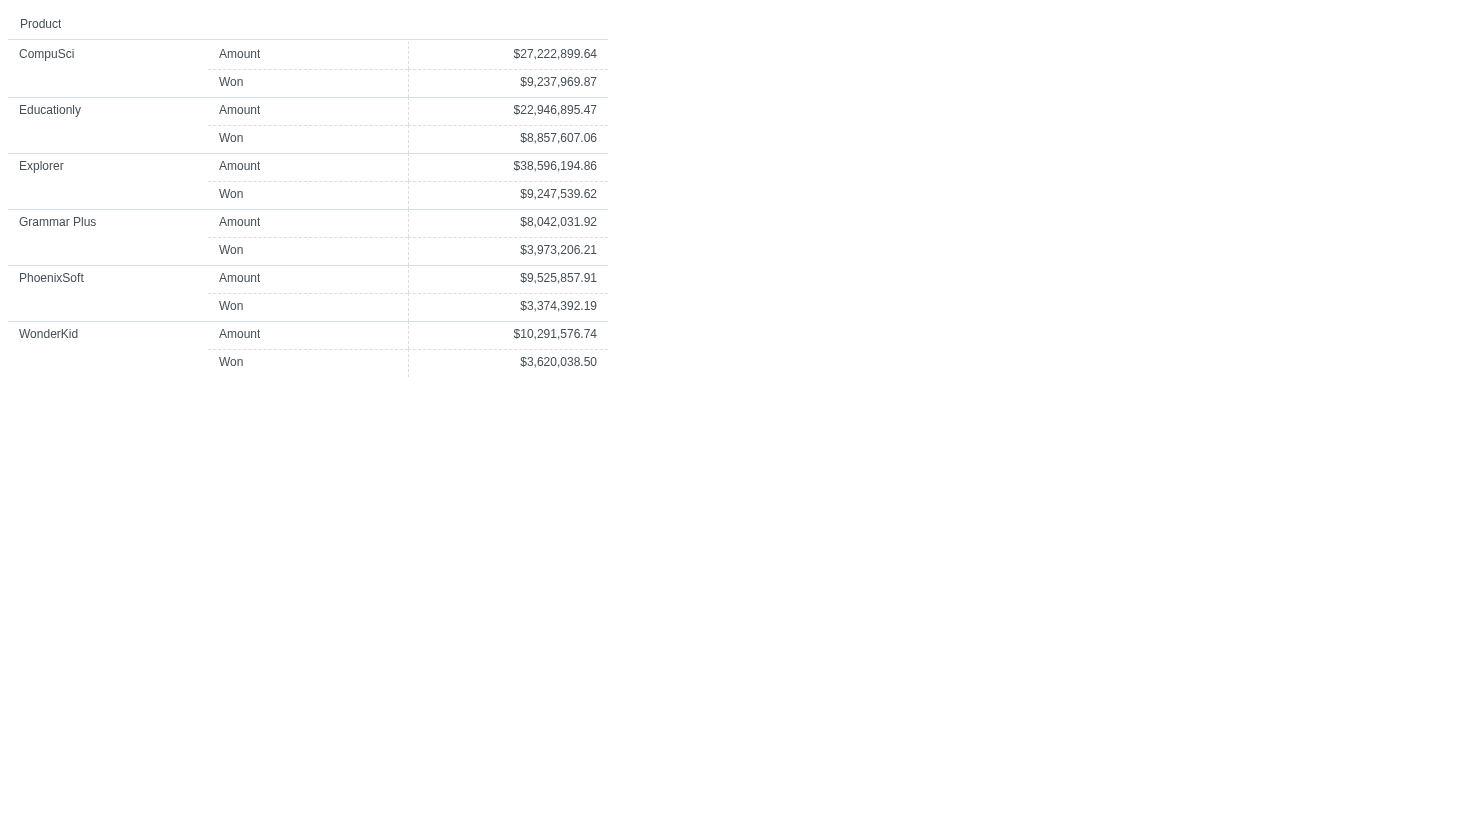 Product
CompuSci Amount $27,222,899.64
Won $9,237,969.87
Educationly Amount $22,946,895.47
Won $8,857,607.06
Explorer Amount $38,596,194.86
Won $9,247,539.62
Grammar Plus Amount $8,042,031.92
Won $3,973,206.21
PhoenixSoft Amount $9,525,857.91
Won $3,374,392.19
WonderKid Amount $10,291,576.74
Won $3,620,038.50